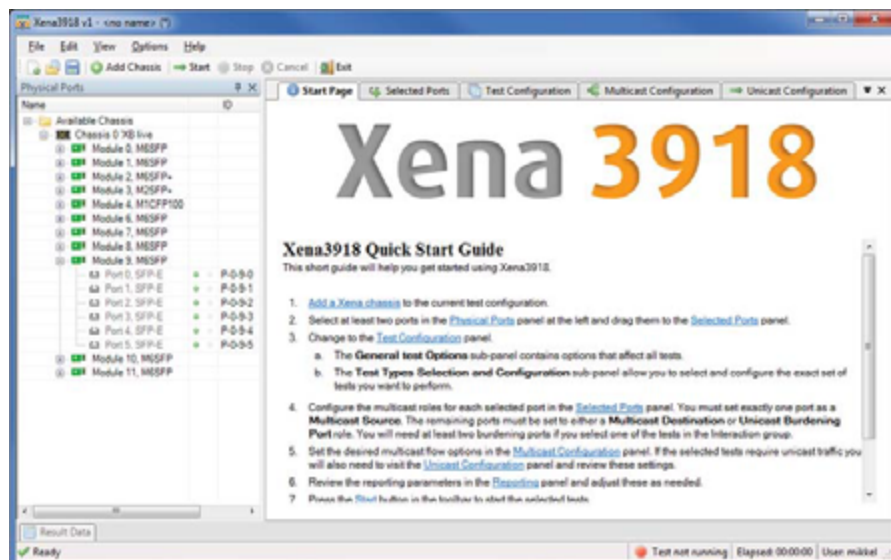 Xena3918 v1 - <no name> (*)
File Edit View Options Help
Add Chassis Start Stop Cancel Exit
Physical Ports
Start Page Selected Ports Test Configuration Multicast Configuration Unicast Configuration
Name ID
Available Chassis
Chassis 0 'XB live
Module 0, M6SFP
Module 1, M6SFP
Module 2, M6SFP+
Module 3, M2SFP+
Module 4, M1CFP100
Module 6, M6SFP
Module 7, M6SFP
Module 8, M6SFP
Module 9, M6SFP
Port 0, SFP-E P-0-9-0
Port 1, SFP-E P-0-9-1
Port 2, SFP-E P-0-9-2
Port 3, SFP-E P-0-9-3
Port 4, SFP-E P-0-9-4
Port 5, SFP-E P-0-9-5
Module 10, M6SFP
Module 11, M6SFP
Xena 3918
Xena3918 Quick Start Guide
This short guide will help you get started using Xena3918.
1. Add a Xena chassis to the current test configuration.
2. Select at least two ports in the Physical Ports panel at the left and drag them to the Selected Ports panel.
3. Change to the Test Configuration panel.
a. The General test Options sub-panel contains options that affect all tests.
b. The Test Types Selection and Configuration sub-panel allow you to select and configure the exact set of
tests you want to perform.
4. Configure the multicast roles for each selected port in the Selected Ports panel. You must set exactly one port as a
Multicast Source. The remaining ports must be set to either a Multicast Destination or Unicast Burdening
Port role. You will need at least two burdening ports if you select one of the tests in the Interaction group.
5. Set the desired multicast flow options in the Multicast Configuration panel. If the selected tests require unicast traffic you
will also need to visit the Unicast Configuration panel and review these settings.
6. Review the reporting parameters in the Reporting panel and adjust these as needed.
7 Press the Start button in the toolbar to start the selected tests.
Result Data
Ready Test not running Elapsed: 00:00:00 User: mikkel